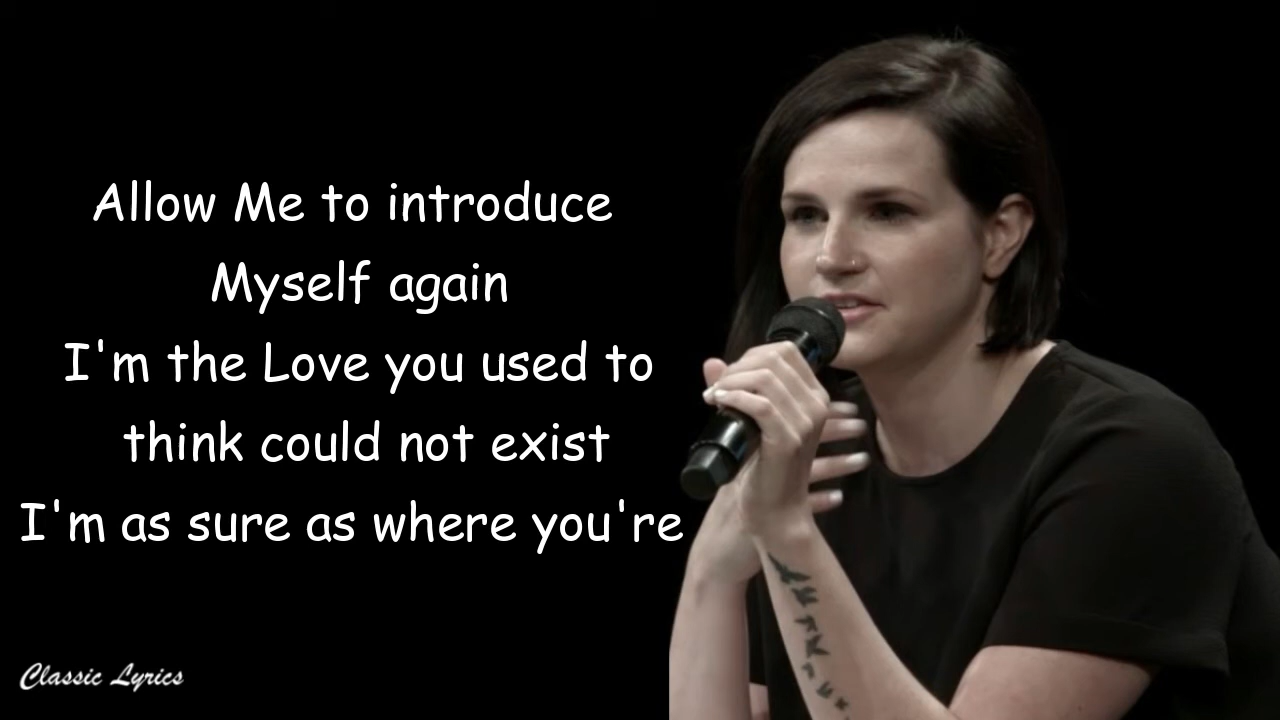 Allow Me to introduce
Myself again
I'm the Love you used to
think could not exist
I'm as sure as where you're
Classic Lyrics